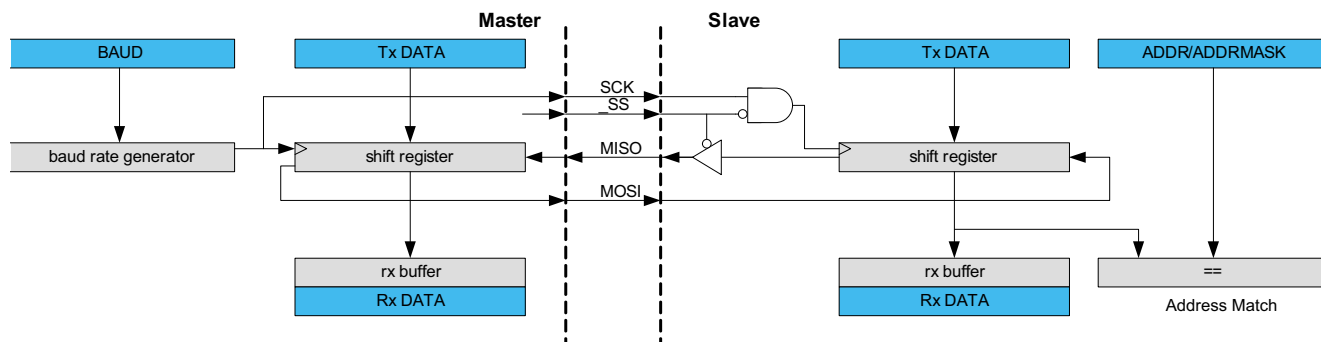 Master
Slave
BAUD
Tx DATA
Tx DATA
ADDR/ADDRMASK
SCK
_SS
baud rate generator
shift register
MISO
shift register
MOSI
rx buffer
rx buffer
==
Rx DATA
Rx DATA
Address Match